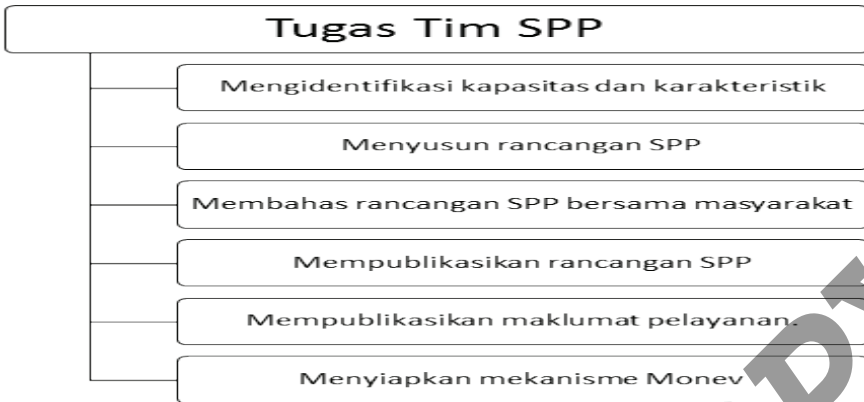 Tugas Tim SPP
Mengidentifikasi kapasitas dan karakteristik
Menyusun rancangan SPP
Membahas rancangan SPP bersama masyarakat
Mempublikasikan rancangan SPP
Mempublikasikan maklumat pelayanan.
Menyiapkan mekanisme Monev